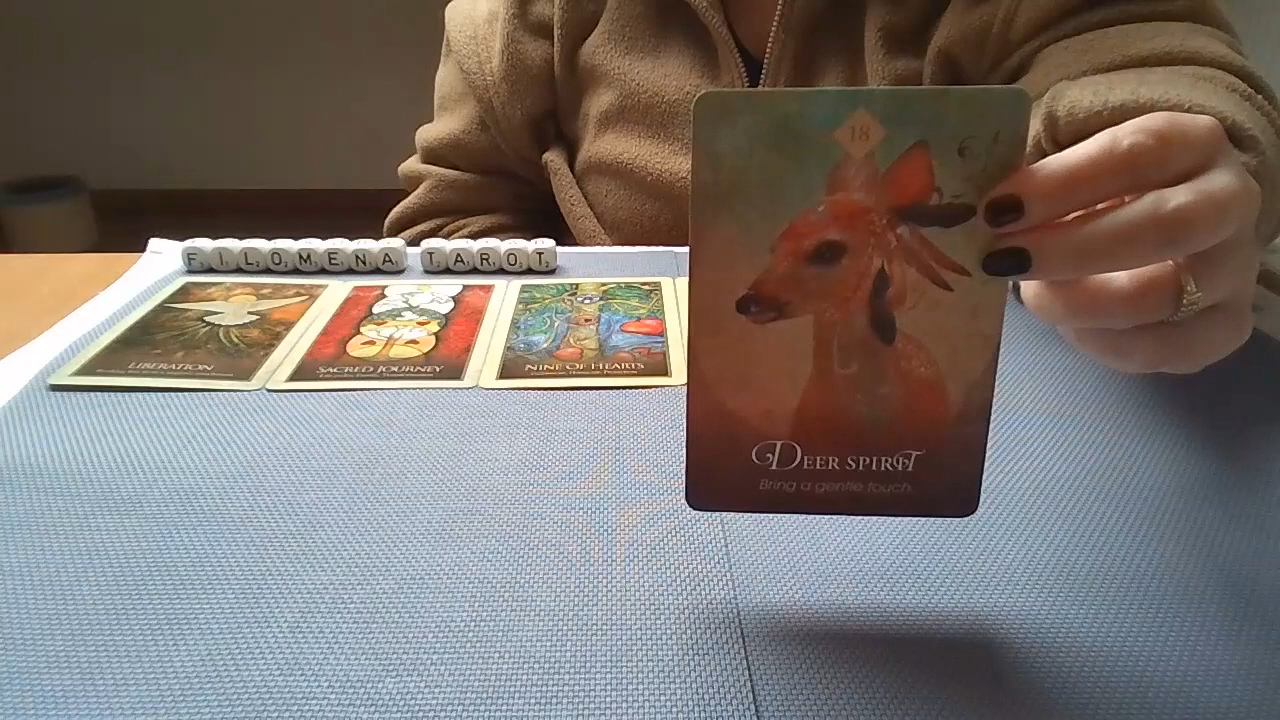 FILOMENA TAROT
LIBERATION
SACRED JOURNEY
NINE OF HEARTS
18
DEER SPIRIT
Bring a gentle touch.